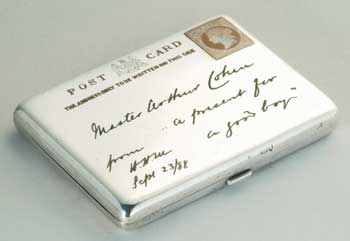 POST CARD
THE ADDRESS ONLY TO BE WRITTEN ON THIS SIDE
Master Arthur Cohen
from "a present for
a good boy"
Sept 23/88